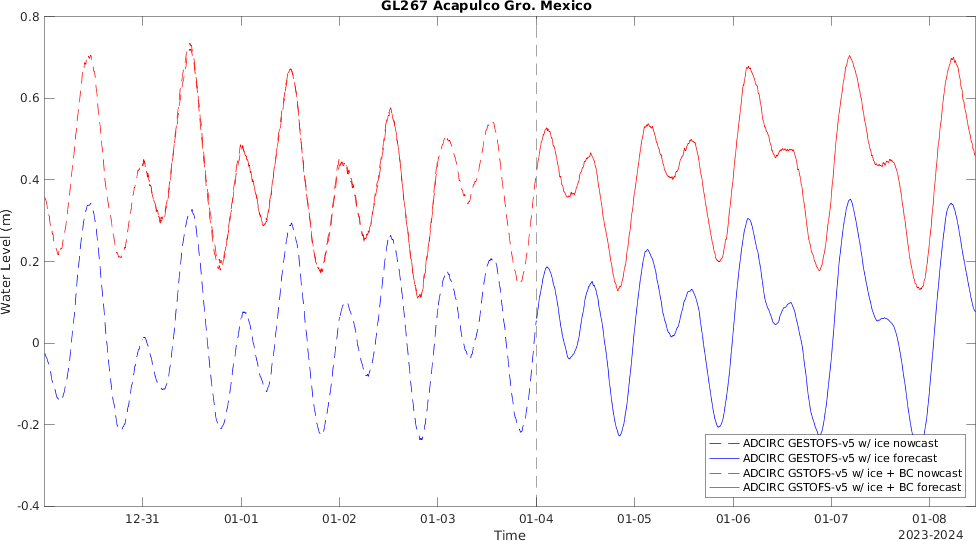 GL267 Acapulco Gro. Mexico
Water Level (m)
0.8
0.6
0.4
0.2
0
-0.2
-0.4
ADCIRC GESTOFS-v5 w/ ice nowcast
ADCIRC GESTOFS-v5 w/ ice forecast
ADCIRC GSTOFS-v5 w/ ice + BC nowcast
ADCIRC GSTOFS-v5 w/ ice + BC forecast
12-31 01-01 01-02 01-03 01-04 01-05 01-06 01-07 01-08
Time
2023-2024